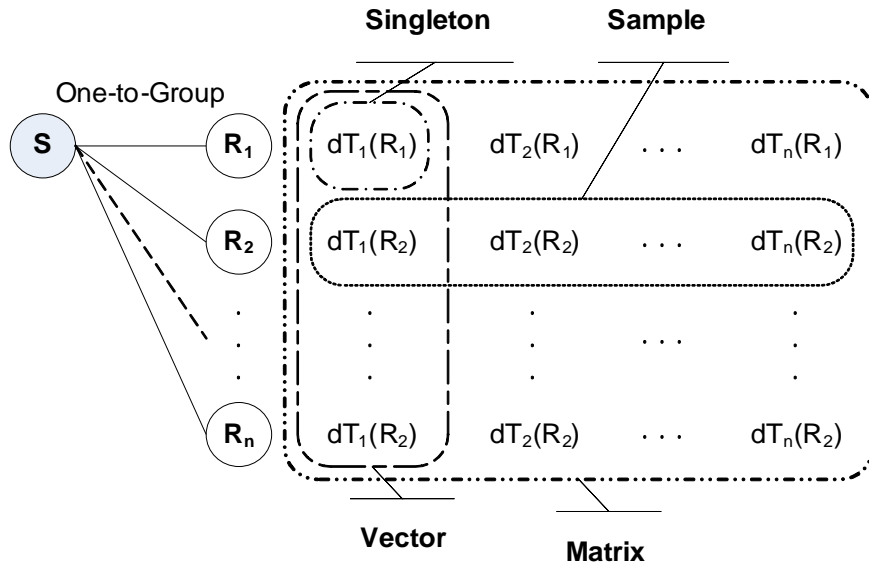 Singleton Sample
One-to-Group
S R₁ dT₁(R₁) dT₂(R₁) . . . dTₙ(R₁)
R₂ dT₁(R₂) dT₂(R₂) . . . dTₙ(R₂)
. . . . . . .
. . . .
. . . .
Rₙ dT₁(R₂) dT₂(R₂) . . . dTₙ(R₂)
Vector Matrix